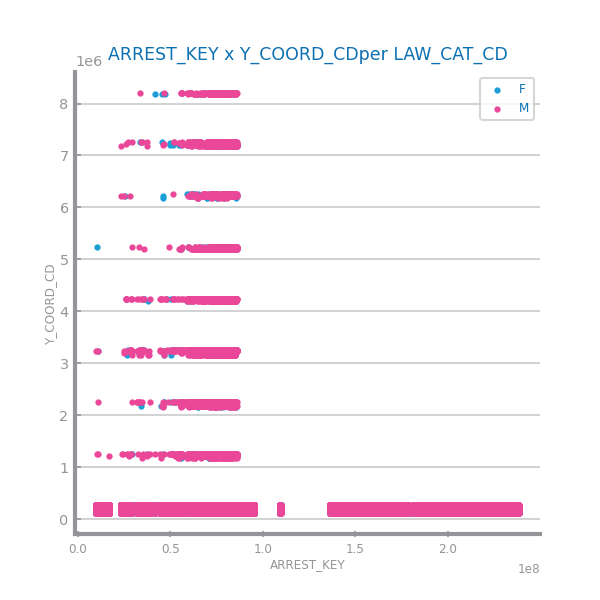 ARREST_KEY x Y_COORD_CDper LAW_CAT_CD
1e6
F
M
8
7
6
5
4
3
2
1
0
Y_COORD_CD
0.0 0.5 1.0 1.5 2.0
ARREST_KEY
1e8